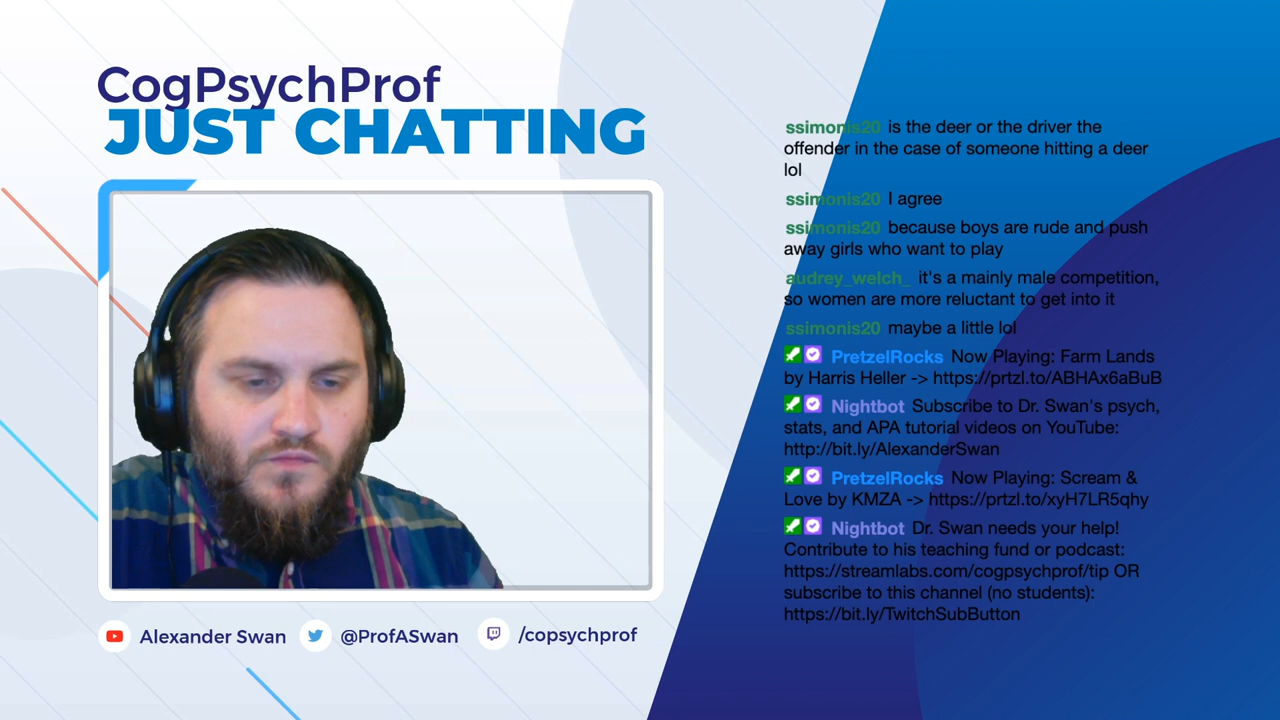 CogPsychProf
JUST CHATTING
Alexander Swan
@ProfASwan
/copsychprof
ssimonis20 is the deer or the driver the
offender in the case of someone hitting a deer
lol
ssimonis20 I agree
ssimonis20 because boys are rude and push
away girls who want to play
audrey_welch_ it's a mainly male competition,
so women are more reluctant to get into it
ssimonis20 maybe a little lol
PretzelRocks Now Playing: Farm Lands
by Harris Heller -> https://prtzl.to/ABHAx6aBuB
Nightbot Subscribe to Dr. Swan's psych,
stats, and APA tutorial videos on YouTube:
http://bit.ly/AlexanderSwan
PretzelRocks Now Playing: Scream &
Love by KMZA -> https://prtzl.to/xyH7LR5qhy
Nightbot Dr. Swan needs your help!
Contribute to his teaching fund or podcast:
https://streamlabs.com/cogpsychprof/tip OR
subscribe to this channel (no students):
https://bit.ly/TwitchSubButton